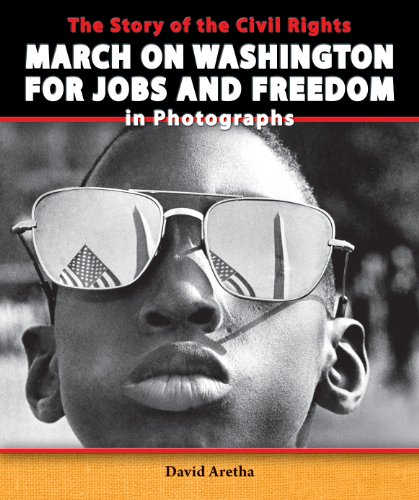 The Story of the Civil Rights
MARCH ON WASHINGTON
FOR JOBS AND FREEDOM
in Photographs
David Aretha